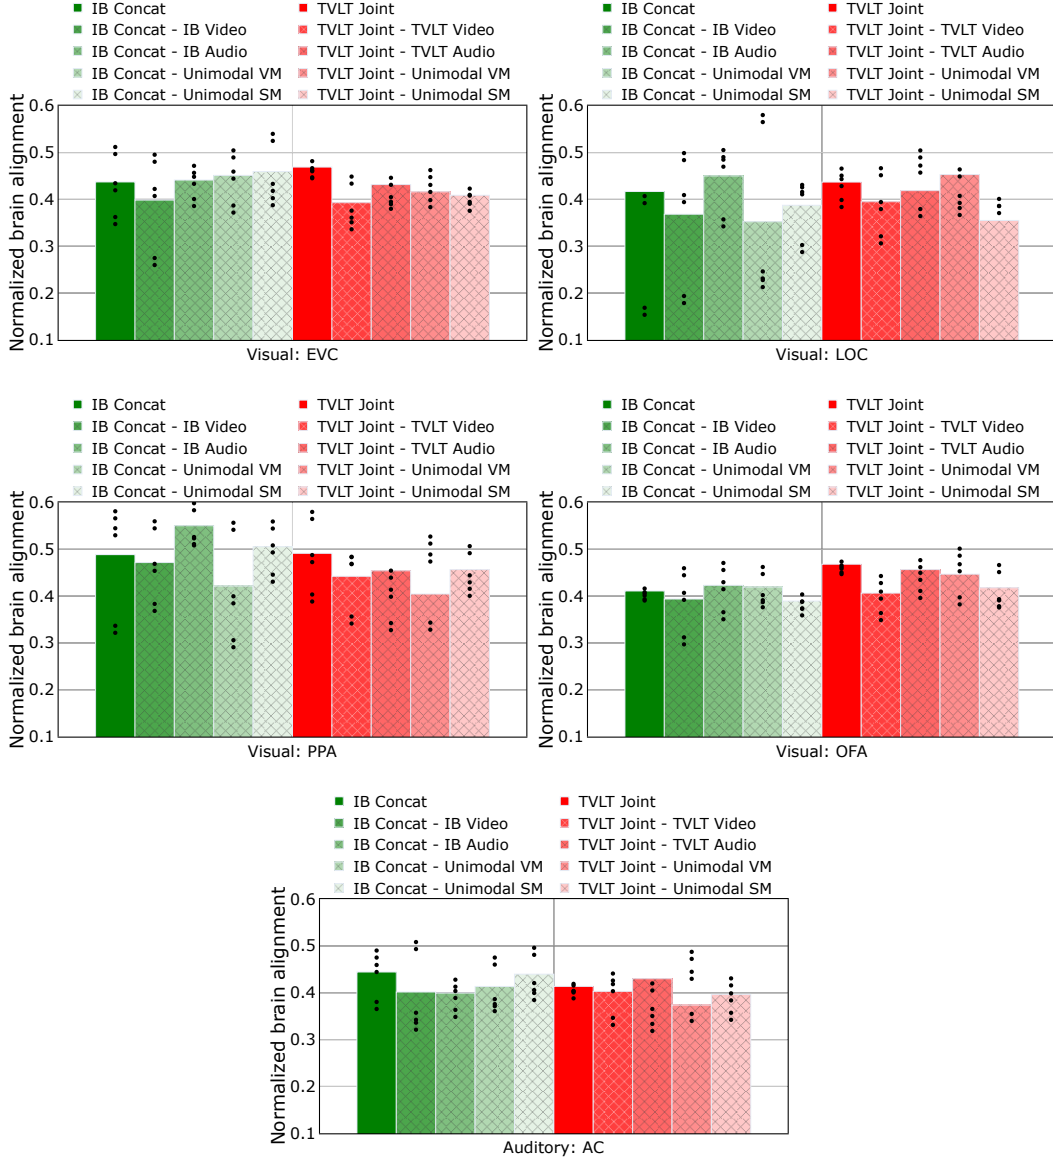 IB Concat
TVLT Joint
IB Concat - IB Video
TVLT Joint - TVLT Video
IB Concat - IB Audio
TVLT Joint - TVLT Audio
IB Concat - Unimodal VM
TVLT Joint - Unimodal VM
IB Concat - Unimodal SM
TVLT Joint - Unimodal SM
Normalized brain alignment
0.6
0.5
0.4
0.3
0.2
0.1
Visual: EVC
IB Concat
TVLT Joint
IB Concat - IB Video
TVLT Joint - TVLT Video
IB Concat - IB Audio
TVLT Joint - TVLT Audio
IB Concat - Unimodal VM
TVLT Joint - Unimodal VM
IB Concat - Unimodal SM
TVLT Joint - Unimodal SM
Normalized brain alignment
0.6
0.5
0.4
0.3
0.2
0.1
Visual: LOC
IB Concat
TVLT Joint
IB Concat - IB Video
TVLT Joint - TVLT Video
IB Concat - IB Audio
TVLT Joint - TVLT Audio
IB Concat - Unimodal VM
TVLT Joint - Unimodal VM
IB Concat - Unimodal SM
TVLT Joint - Unimodal SM
Normalized brain alignment
0.6
0.5
0.4
0.3
0.2
0.1
Visual: PPA
IB Concat
TVLT Joint
IB Concat - IB Video
TVLT Joint - TVLT Video
IB Concat - IB Audio
TVLT Joint - TVLT Audio
IB Concat - Unimodal VM
TVLT Joint - Unimodal VM
IB Concat - Unimodal SM
TVLT Joint - Unimodal SM
Normalized brain alignment
0.6
0.5
0.4
0.3
0.2
0.1
Visual: OFA
IB Concat
TVLT Joint
IB Concat - IB Video
TVLT Joint - TVLT Video
IB Concat - IB Audio
TVLT Joint - TVLT Audio
IB Concat - Unimodal VM
TVLT Joint - Unimodal VM
IB Concat - Unimodal SM
TVLT Joint - Unimodal SM
Normalized brain alignment
0.6
0.5
0.4
0.3
0.2
0.1
Auditory: AC